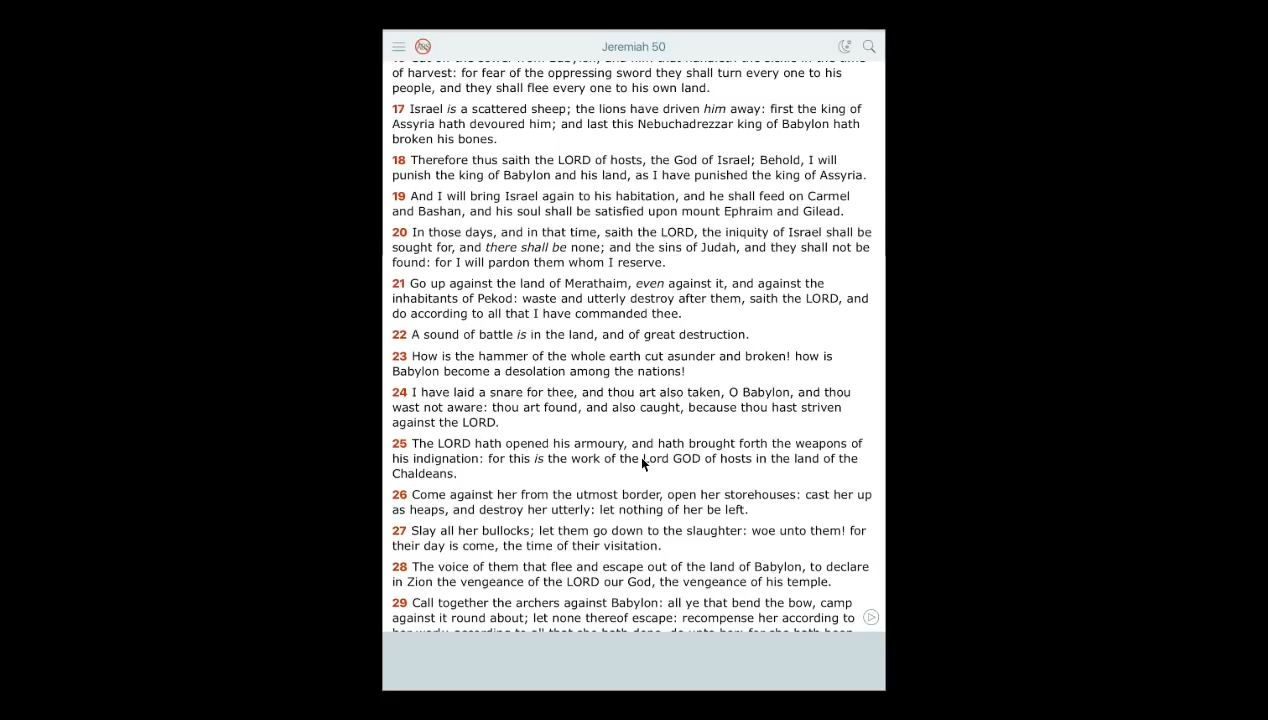 Jeremiah 50
of harvest: for fear of the oppressing sword they shall turn every one to his
people, and they shall flee every one to his own land.
17 Israel is a scattered sheep; the lions have driven him away: first the king of
Assyria hath devoured him; and last this Nebuchadrezzar king of Babylon hath
broken his bones.
18 Therefore thus saith the LORD of hosts, the God of Israel; Behold, I will
punish the king of Babylon and his land, as I have punished the king of Assyria.
19 And I will bring Israel again to his habitation, and he shall feed on Carmel
and Bashan, and his soul shall be satisfied upon mount Ephraim and Gilead.
20 In those days, and in that time, saith the LORD, the iniquity of Israel shall be
sought for, and there shall be none; and the sins of Judah, and they shall not be
found: for I will pardon them whom I reserve.
21 Go up against the land of Merathaim, even against it, and against the
inhabitants of Pekod: waste and utterly destroy after them, saith the LORD, and
do according to all that I have commanded thee.
22 A sound of battle is in the land, and of great destruction.
23 How is the hammer of the whole earth cut asunder and broken! how is
Babylon become a desolation among the nations!
24 I have laid a snare for thee, and thou art also taken, O Babylon, and thou
wast not aware: thou art found, and also caught, because thou hast striven
against the LORD.
25 The LORD hath opened his armoury, and hath brought forth the weapons of
his indignation: for this is the work of the Lord GOD of hosts in the land of the
Chaldeans.
26 Come against her from the utmost border, open her storehouses: cast her up
as heaps, and destroy her utterly: let nothing of her be left.
27 Slay all her bullocks; let them go down to the slaughter: woe unto them! for
their day is come, the time of their visitation.
28 The voice of them that flee and escape out of the land of Babylon, to declare
in Zion the vengeance of the LORD our God, the vengeance of his temple.
29 Call together the archers against Babylon: all ye that bend the bow, camp
against it round about; let none thereof escape: recompense her according to